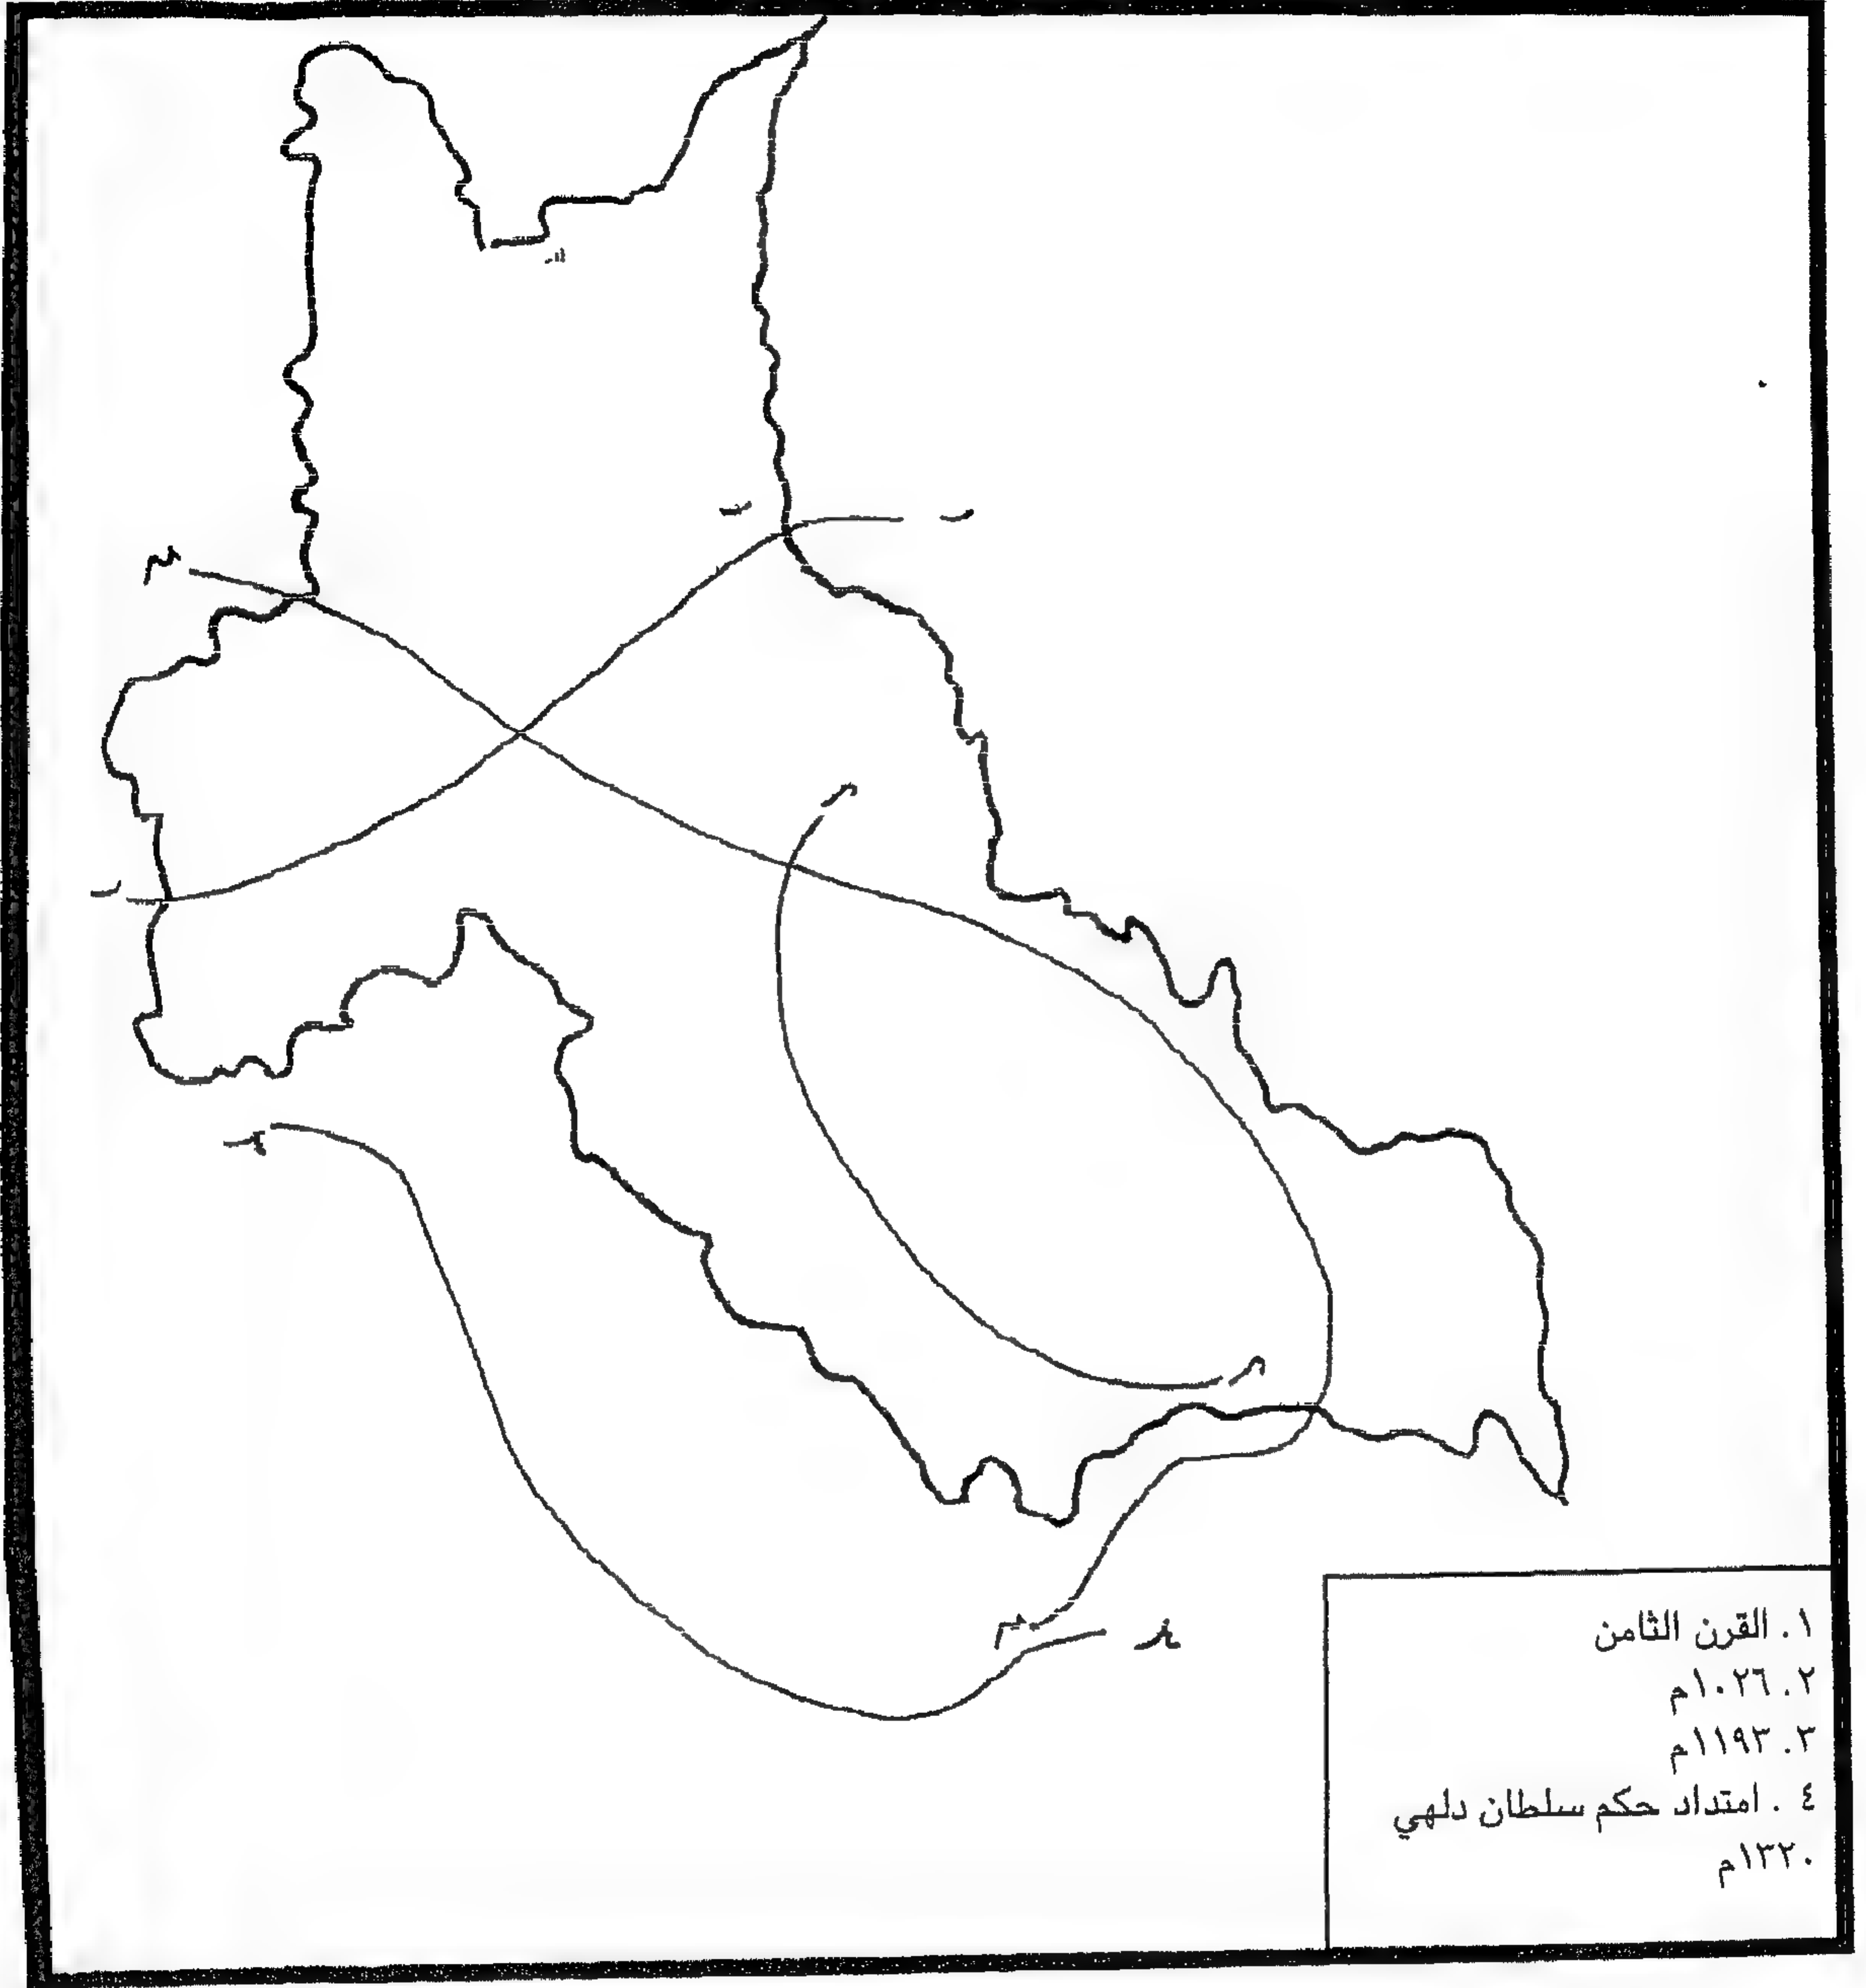 ١. القرن الثامن
٢. ١٠٢٦م
٣. ١١٩٣م
٤. امتداد حكم سلطان دلهي
١٣٢٠م